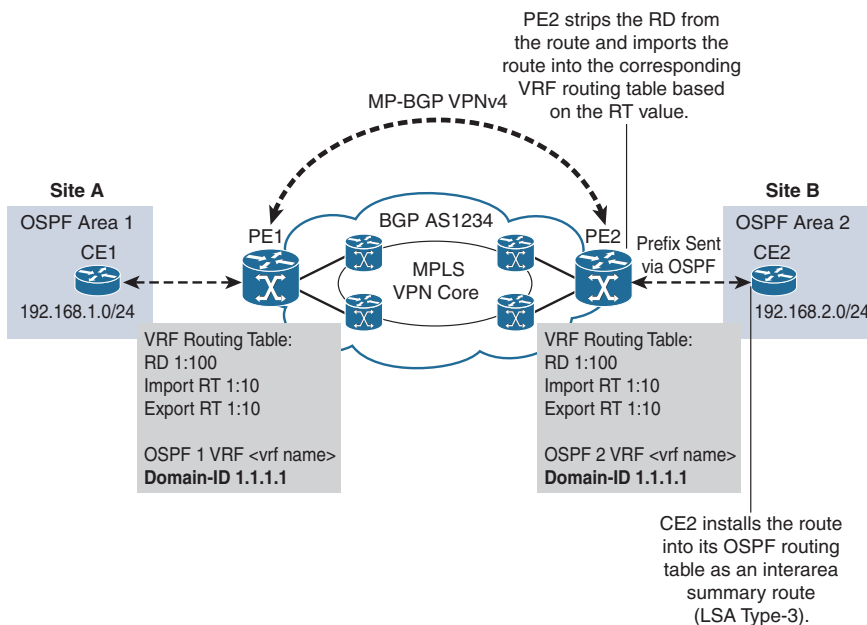 PE2 strips the RD from
the route and imports the
route into the corresponding
VRF routing table based
on the RT value.
MP-BGP VPNv4
Site A
OSPF Area 1
CE1
192.168.1.0/24
PE1
BGP AS1234
MPLS
VPN Core
PE2
Prefix Sent
via OSPF
Site B
OSPF Area 2
CE2
192.168.2.0/24
VRF Routing Table:
RD 1:100
Import RT 1:10
Export RT 1:10
OSPF 1 VRF <vrf name>
Domain-ID 1.1.1.1
VRF Routing Table:
RD 1:100
Import RT 1:10
Export RT 1:10
OSPF 2 VRF <vrf name>
Domain-ID 1.1.1.1
CE2 installs the route
into its OSPF routing
table as an interarea
summary route
(LSA Type-3).